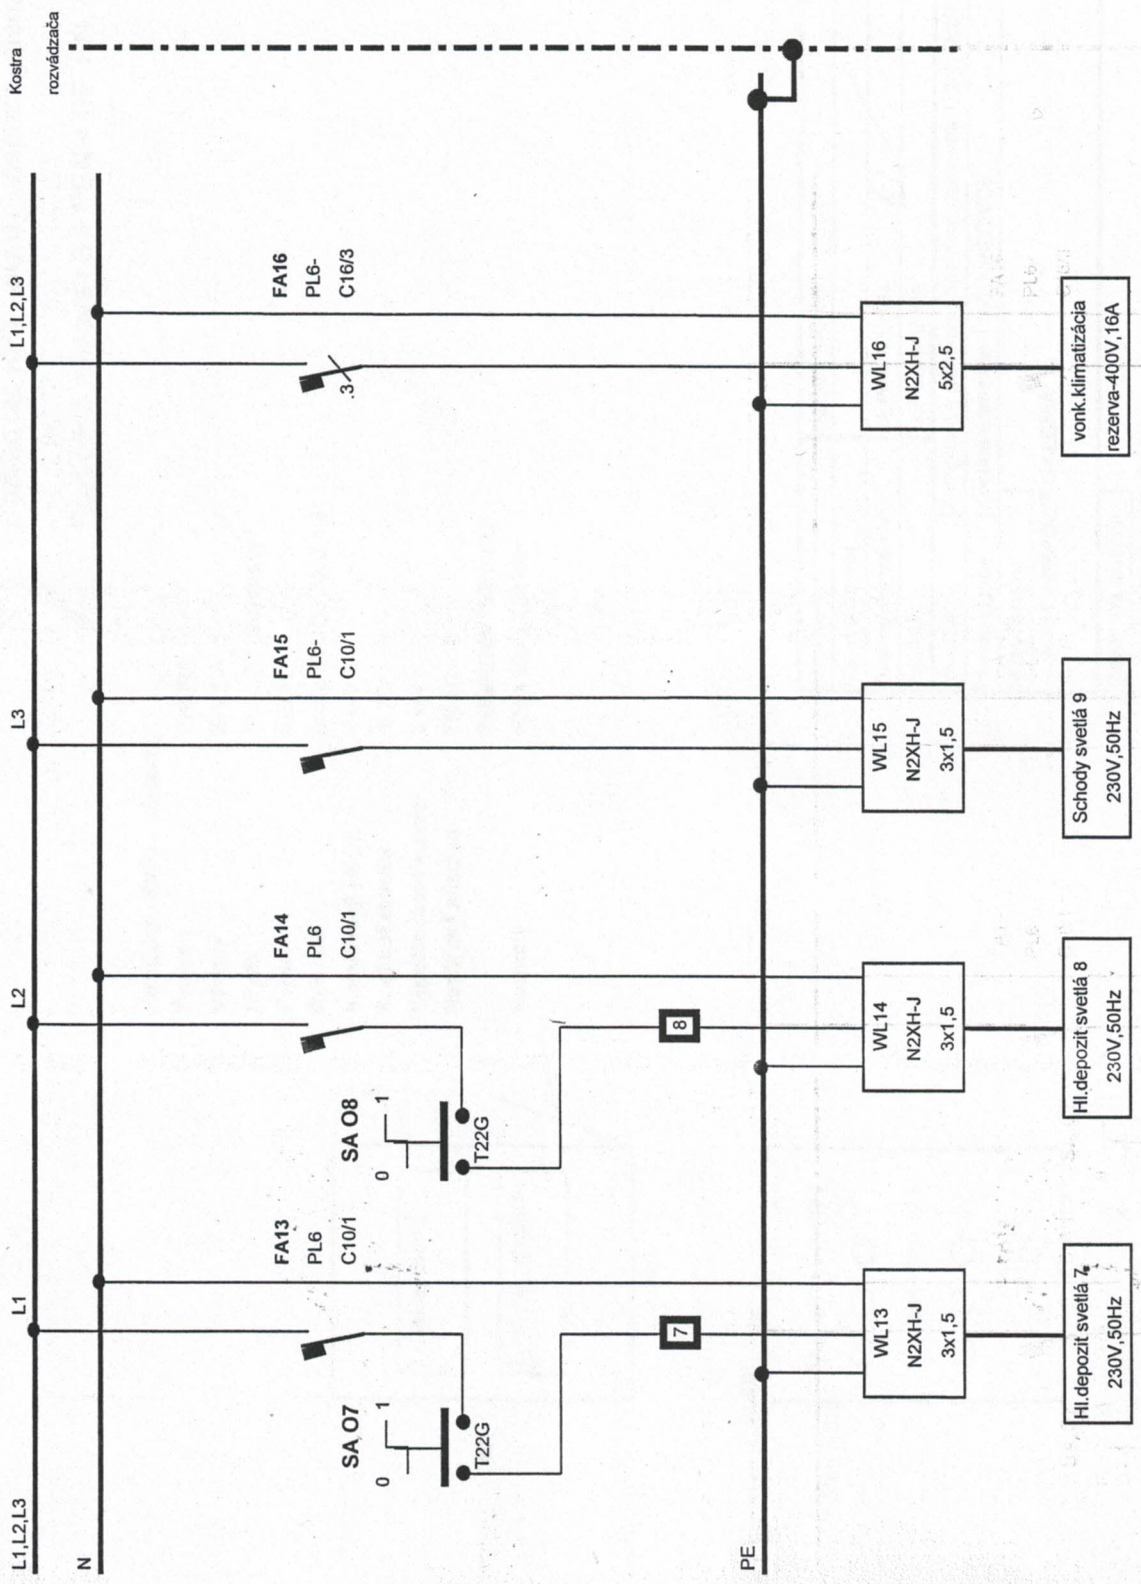 L1,L2,L3
L1
L2
L3
L1,L2,L3
Kostra
rozvádzača
N
SA O7
0 1
T22G
FA13
PL6
C10/1
SA O8
0 1
T22G
FA14
PL6
C10/1
FA15
PL6-
C10/1
FA16
PL6-
C16/3
.3
7
8
PE
WL13
N2XH-J
3x1,5
WL14
N2XH-J
3x1,5
WL15
N2XH-J
3x1,5
WL16
N2XH-J
5x2,5
Hl.depozit svetlá 7
230V,50Hz
Hl.depozit svetlá 8
230V,50Hz
Schody svetlá 9
230V,50Hz
vonk.klimatizácia
rezerva-400V,16A